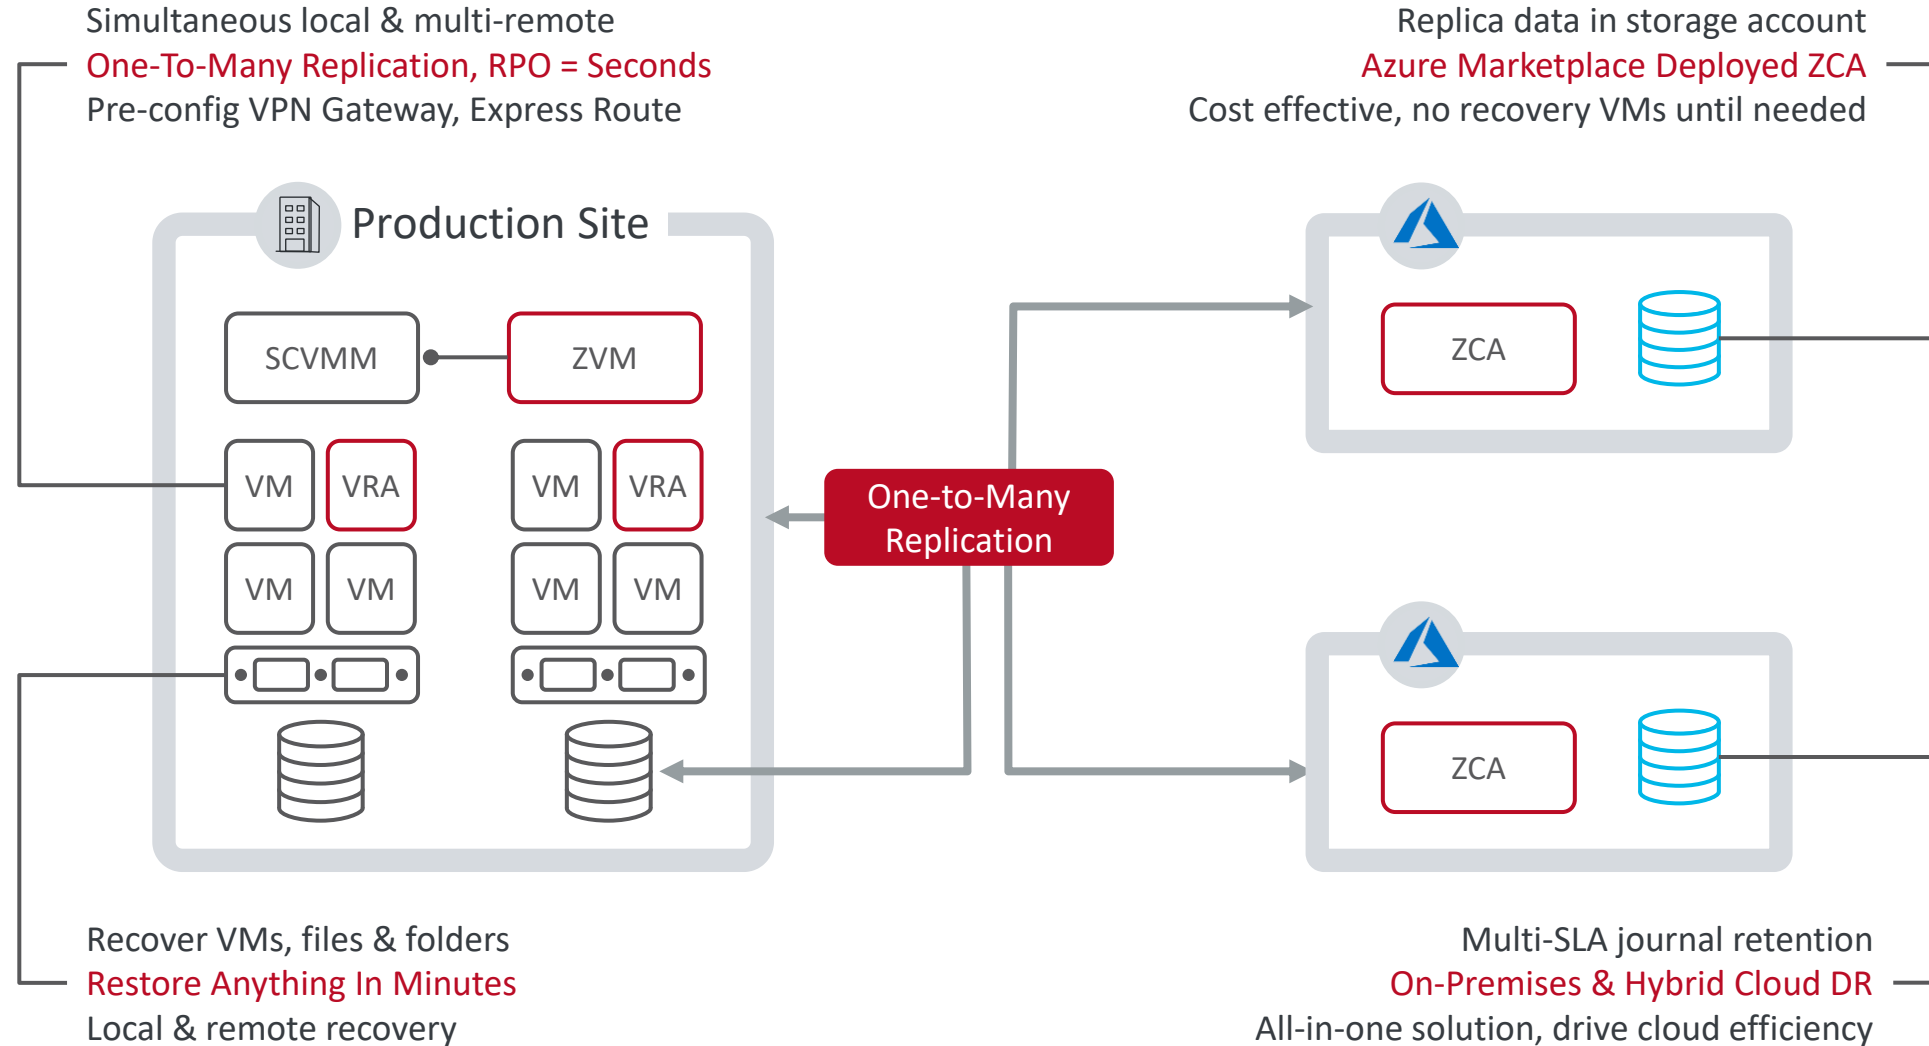 Simultaneous local & multi-remote
One-To-Many Replication, RPO = Seconds
Pre-config VPN Gateway, Express Route
Replica data in storage account
Azure Marketplace Deployed ZCA
Cost effective, no recovery VMs until needed
Production Site
SCVMM
ZVM
ZCA
VM
VRA
VM
VRA
One-to-Many
Replication
VM
VM
VM
VM
ZCA
Recover VMs, files & folders
Restore Anything In Minutes
Local & remote recovery
Multi-SLA journal retention
On-Premises & Hybrid Cloud DR
All-in-one solution, drive cloud efficiency